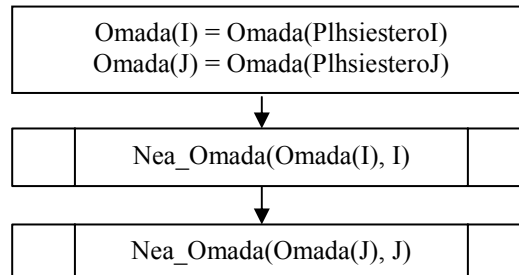 Omada(I) = Omada(PlhsiesteroI)
Omada(J) = Omada(PlhsiesteroJ)
Nea_Omada(Omada(I), I)
Nea_Omada(Omada(J), J)